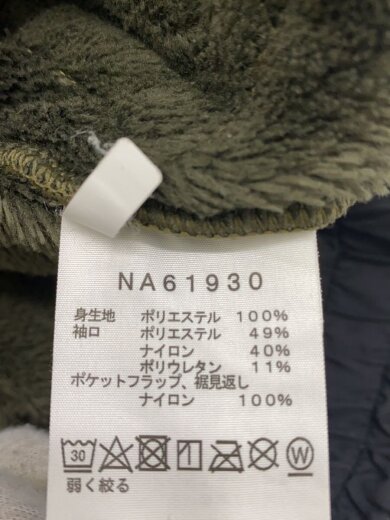 NA61930
身生地 ポリエステル 100%
袖口 ポリエステル 49%
ナイロン 40%
ポリウレタン 11%
ポケットフラップ、裾見返し
ナイロン 100%
30 W
弱く絞る